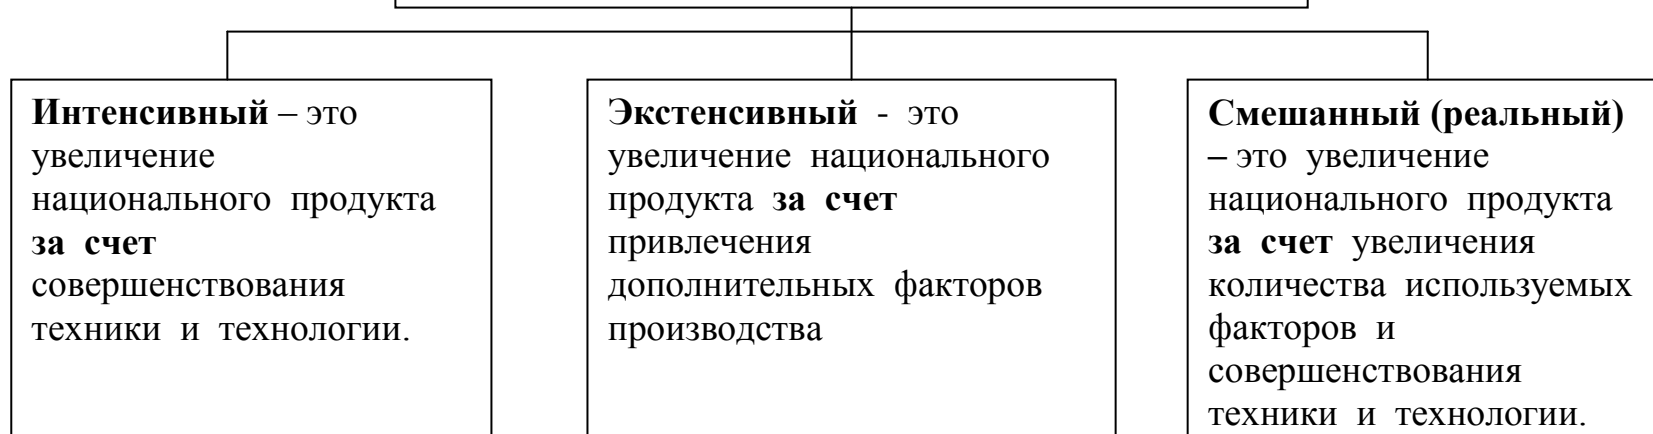 Интенсивный – это
увеличение
национального продукта
за счет
совершенствования
техники и технологии.
Экстенсивный - это
увеличение национального
продукта за счет
привлечения
дополнительных факторов
производства
Смешанный (реальный)
– это увеличение
национального продукта
за счет увеличения
количества используемых
факторов и
совершенствования
техники и технологии.